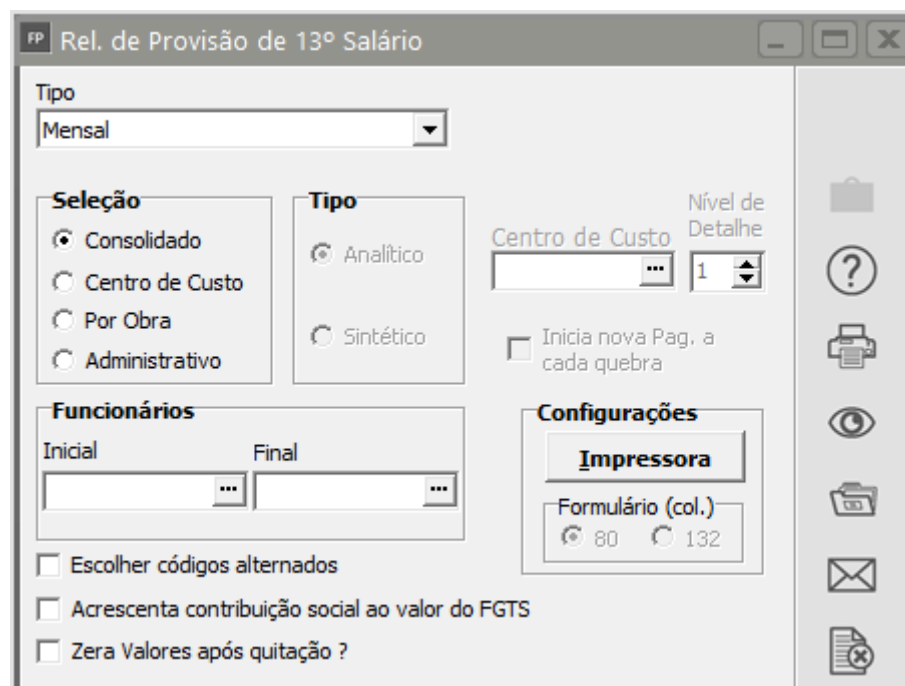 FP Rel. de Provisão de 13º Salário
Tipo
Mensal
Seleção
Consolidado
Centro de Custo
Por Obra
Administrativo
Tipo
Analítico
Sintético
Centro de Custo
Nível de
Detalhe
1
Inicia nova Pag. a
cada quebra
Funcionários
Inicial Final
... ...
Configurações
Impressora
Formulário (col.)
80 132
Escolher códigos alternados
Acrescenta contribuição social ao valor do FGTS
Zera Valores após quitação ?